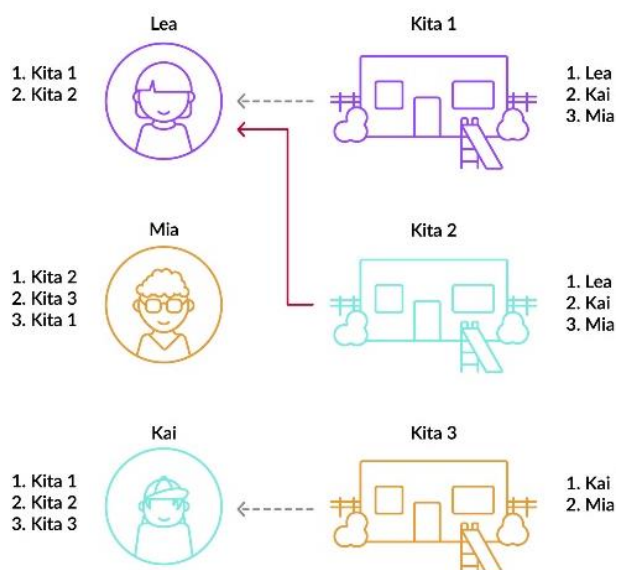 Lea
1. Kita 1
2. Kita 2
Kita 1
1. Lea
2. Kai
3. Mia
Mia
1. Kita 2
2. Kita 3
3. Kita 1
Kita 2
1. Lea
2. Kai
3. Mia
Kai
1. Kita 1
2. Kita 2
3. Kita 3
Kita 3
1. Kai
2. Mia